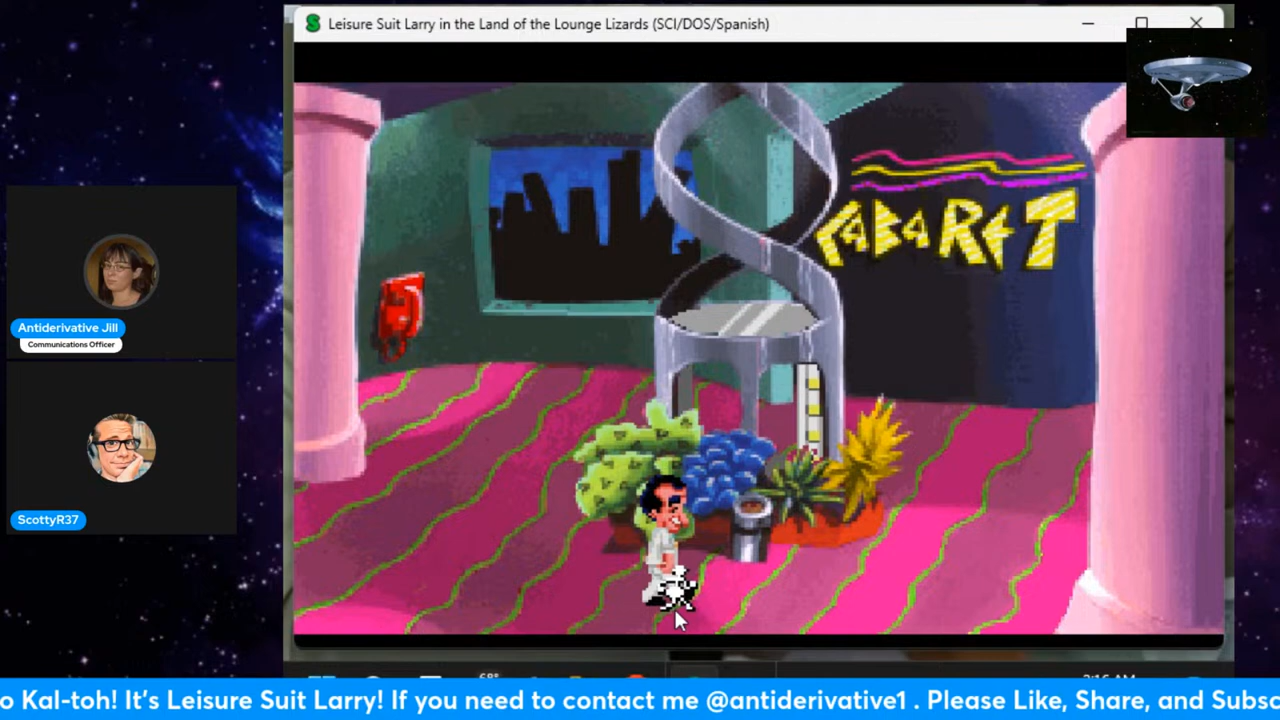 Leisure Suit Larry in the Land of the Lounge Lizards (SCI/DOS/Spanish)
CABARET
Antiderivative Jill
Communications Officer
ScottyR37
o Kal-toh! It's Leisure Suit Larry! If you need to contact me @antiderivative1 . Please Like, Share, and Subsc